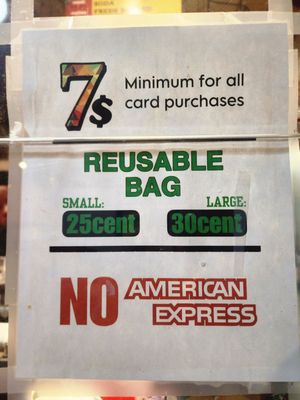 7$ Minimum for all
card purchases
REUSABLE
BAG
SMALL: LARGE:
25cent 30cent
NO AMERICAN
EXPRESS